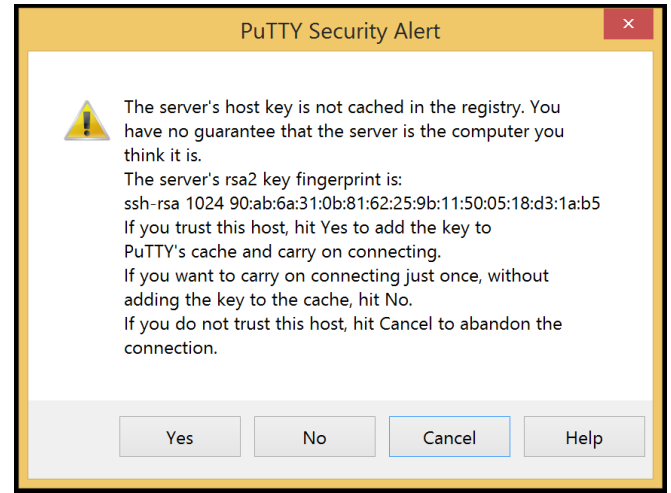 PuTTY Security Alert
The server's host key is not cached in the registry. You
have no guarantee that the server is the computer you
think it is.
The server's rsa2 key fingerprint is:
ssh-rsa 1024 90:ab:6a:31:0b:81:62:25:9b:11:50:05:18:d3:1a:b5
If you trust this host, hit Yes to add the key to
PuTTY's cache and carry on connecting.
If you want to carry on connecting just once, without
adding the key to the cache, hit No.
If you do not trust this host, hit Cancel to abandon the
connection.
Yes No Cancel Help